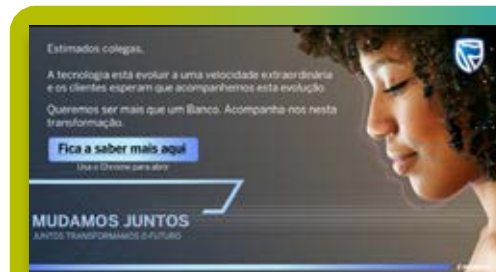 Estimados colegas,
A tecnologia está evoluir a uma velocidade extraordinária
e os clientes esperam que acompanhemos esta evolução.
Queremos ser mais que um Banco. Acompanha-nos nesta
transformação.
Fica a saber mais aqui
Use o Chrome para abrir
MUDAMOS JUNTOS
JUNTOS TRANSFORMAMOS O FUTURO